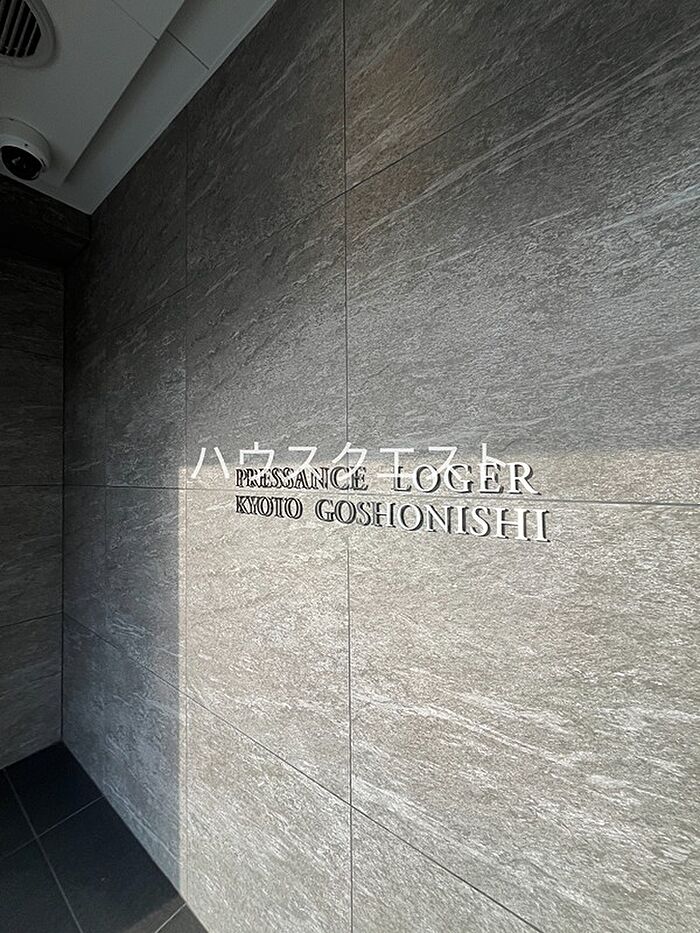 ハウスクエスト
PRESSANCE LOGER
KYOTO GOSHONISHI